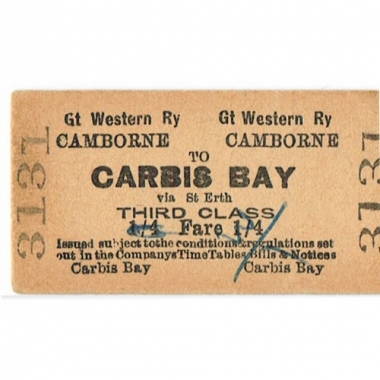 Gt Western Ry Gt Western Ry
CAMBORNE CAMBORNE
TO
CARBIS BAY
via St Erth
THIRD CLASS
1/4 Fare 1/4
Issued subject to the conditions & regulations set
out in the Companys Time Tables Bills & Notices
Carbis Bay Carbis Bay
3131
313